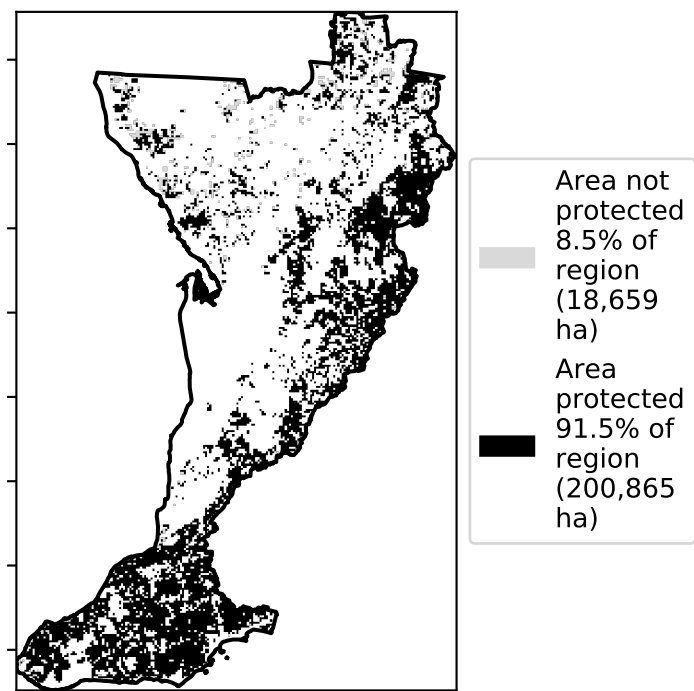 Area not
protected
8.5% of
region
(18,659
ha)
Area
protected
91.5% of
region
(200,865
ha)